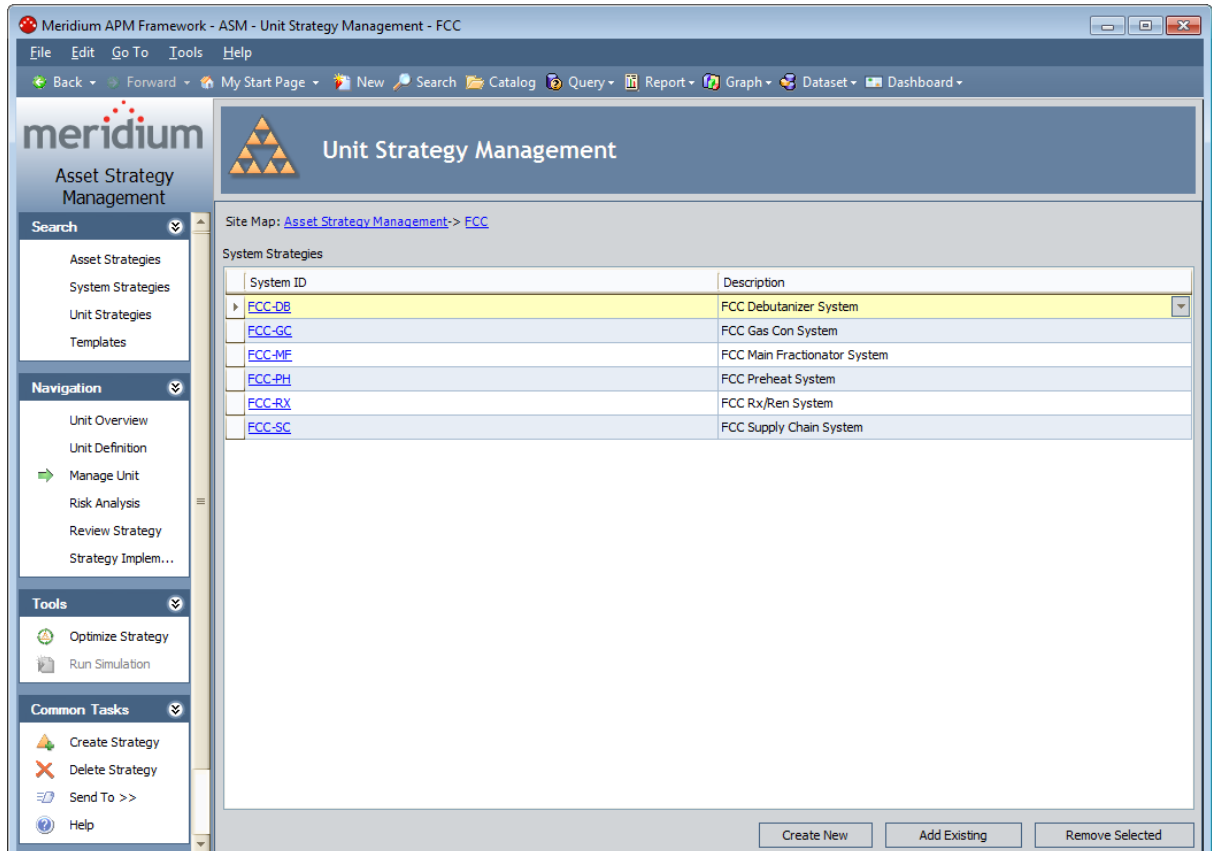 Meridium APM Framework - ASM - Unit Strategy Management - FCC
File Edit Go To Tools Help
Back Forward My Start Page New Search Catalog Query Report Graph Dataset Dashboard
meridium
Asset Strategy
Management
Unit Strategy Management
Search
Asset Strategies
System Strategies
Unit Strategies
Templates
Navigation
Unit Overview
Unit Definition
Manage Unit
Risk Analysis
Review Strategy
Strategy Implem...
Tools
Optimize Strategy
Run Simulation
Common Tasks
Create Strategy
Delete Strategy
Send To >>
Help
Site Map: Asset Strategy Management-> FCC
System Strategies
System ID Description
FCC-DB FCC Debutanizer System
FCC-GC FCC Gas Con System
FCC-MF FCC Main Fractionator System
FCC-PH FCC Preheat System
FCC-RX FCC Rx/Ren System
FCC-SC FCC Supply Chain System
Create New Add Existing Remove Selected